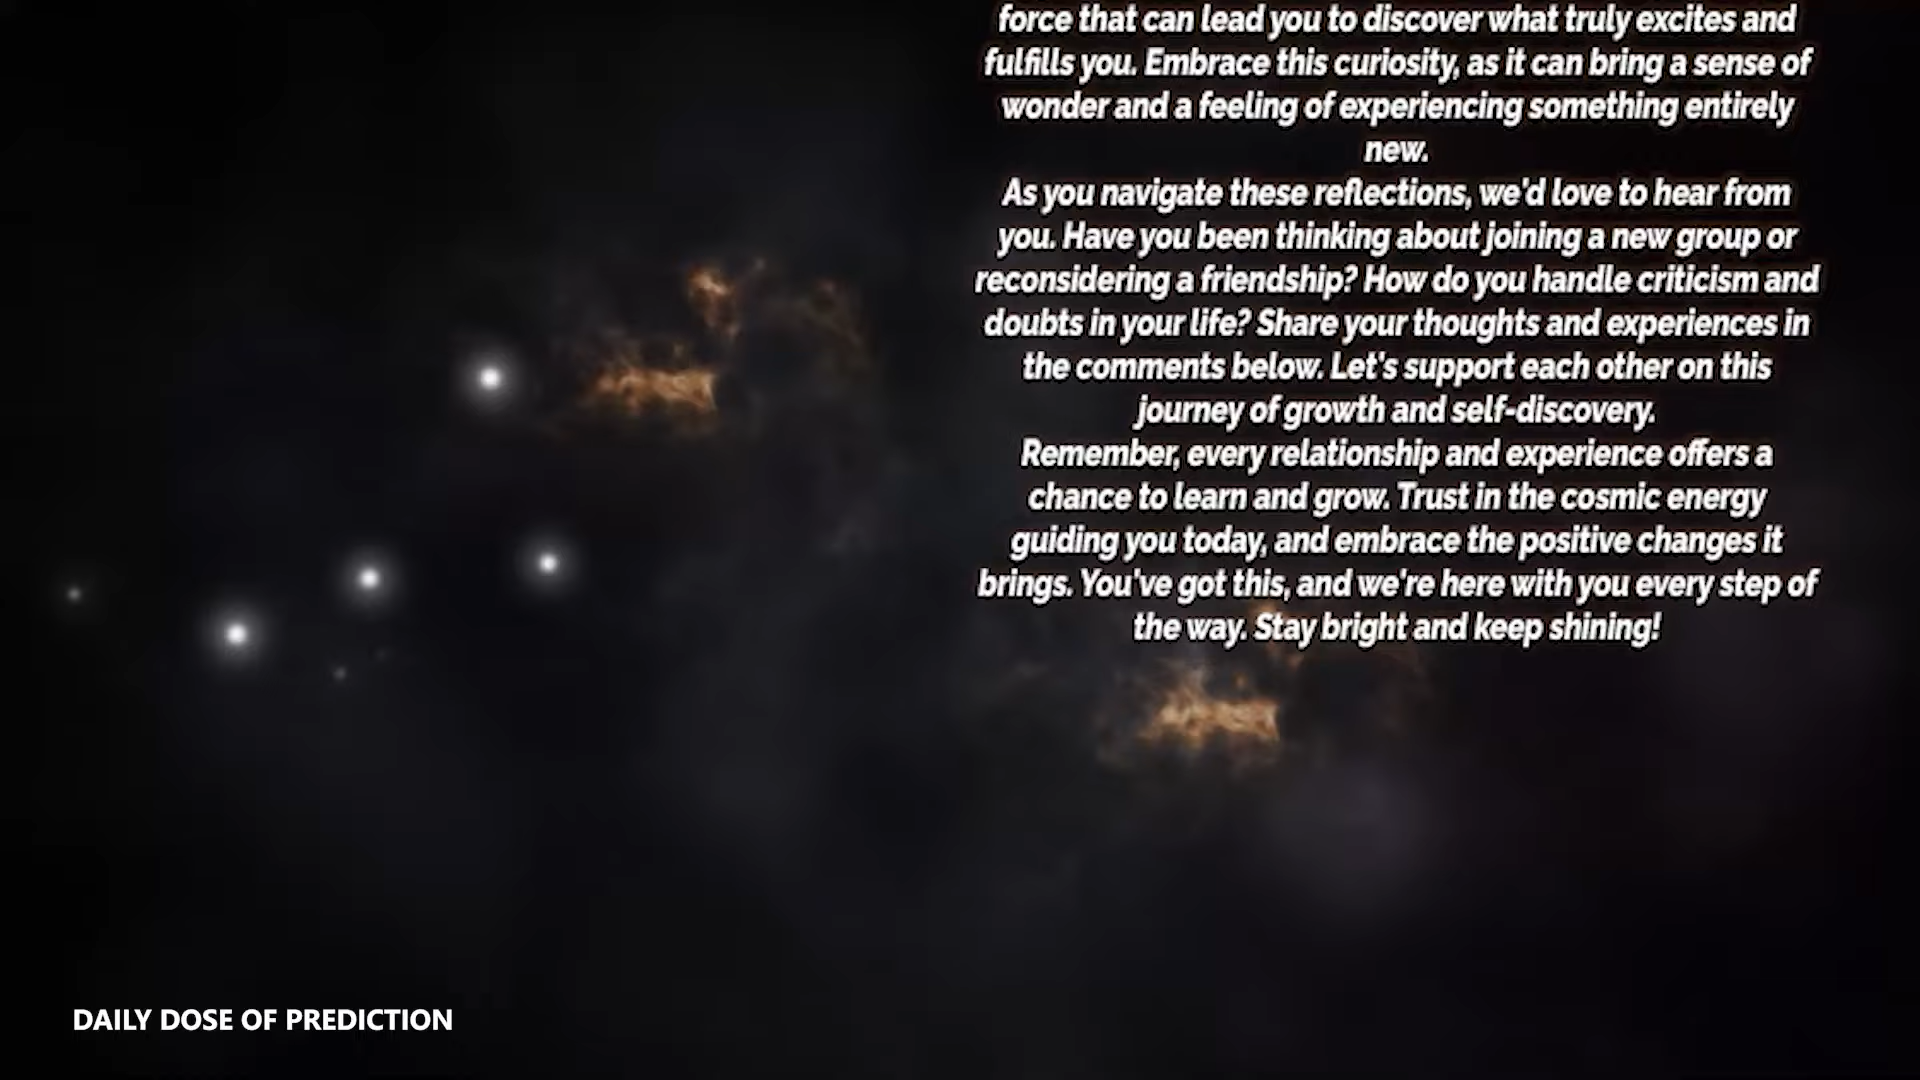 force that can lead you to discover what truly excites and
fulfills you. Embrace this curiosity, as it can bring a sense of
wonder and a feeling of experiencing something entirely
new.
As you navigate these reflections, we'd love to hear from
you. Have you been thinking about joining a new group or
reconsidering a friendship? How do you handle criticism and
doubts in your life? Share your thoughts and experiences in
the comments below. Let's support each other on this
journey of growth and self-discovery.
Remember, every relationship and experience offers a
chance to learn and grow. Trust in the cosmic energy
guiding you today, and embrace the positive changes it
brings. You've got this, and we're here with you every step of
the way. Stay bright and keep shining!
DAILY DOSE OF PREDICTION